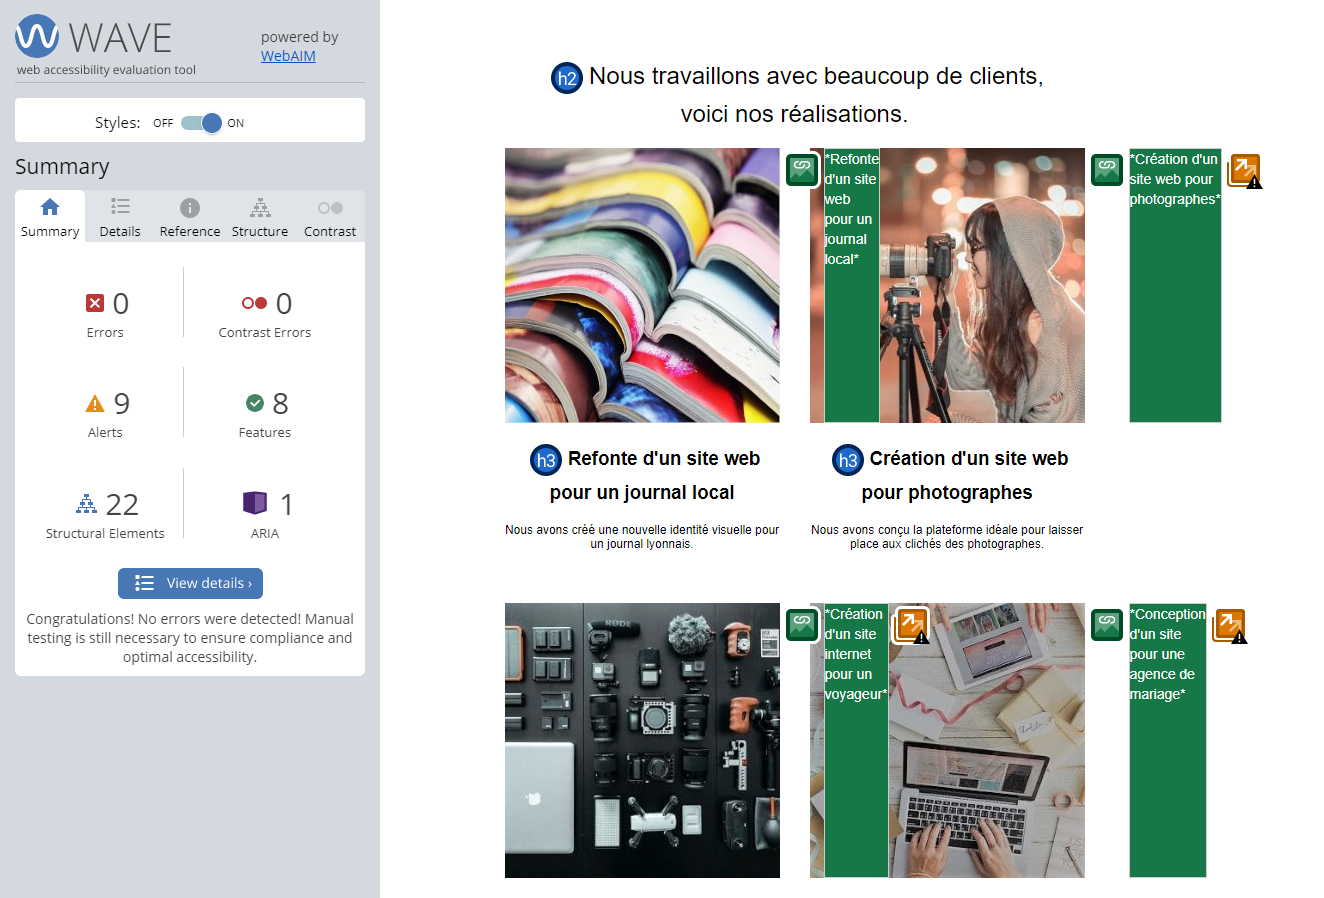 WAVE
web accessibility evaluation tool
powered by
WebAIM
Styles: OFF ON
Summary
Summary Details Reference Structure Contrast
0
Errors
0
Contrast Errors
9
Alerts
8
Features
22
Structural Elements
1
ARIA
View details ›
Congratulations! No errors were detected! Manual
testing is still necessary to ensure compliance and
optimal accessibility.
h2 Nous travaillons avec beaucoup de clients,
voici nos réalisations.
*Refonte
d'un site
web
pour un
journal
local*
*Création d'un
site web pour
photographes*
h3 Refonte d'un site web
pour un journal local
Nous avons créé une nouvelle identité visuelle pour
un journal lyonnais.
h3 Création d'un site web
pour photographes
Nous avons conçu la plateforme idéale pour laisser
place aux clichés des photographes.
RODE
*Création
d'un site
internet
pour un
voyageur*
*Conception
d'un site
pour une
agence de
mariage*